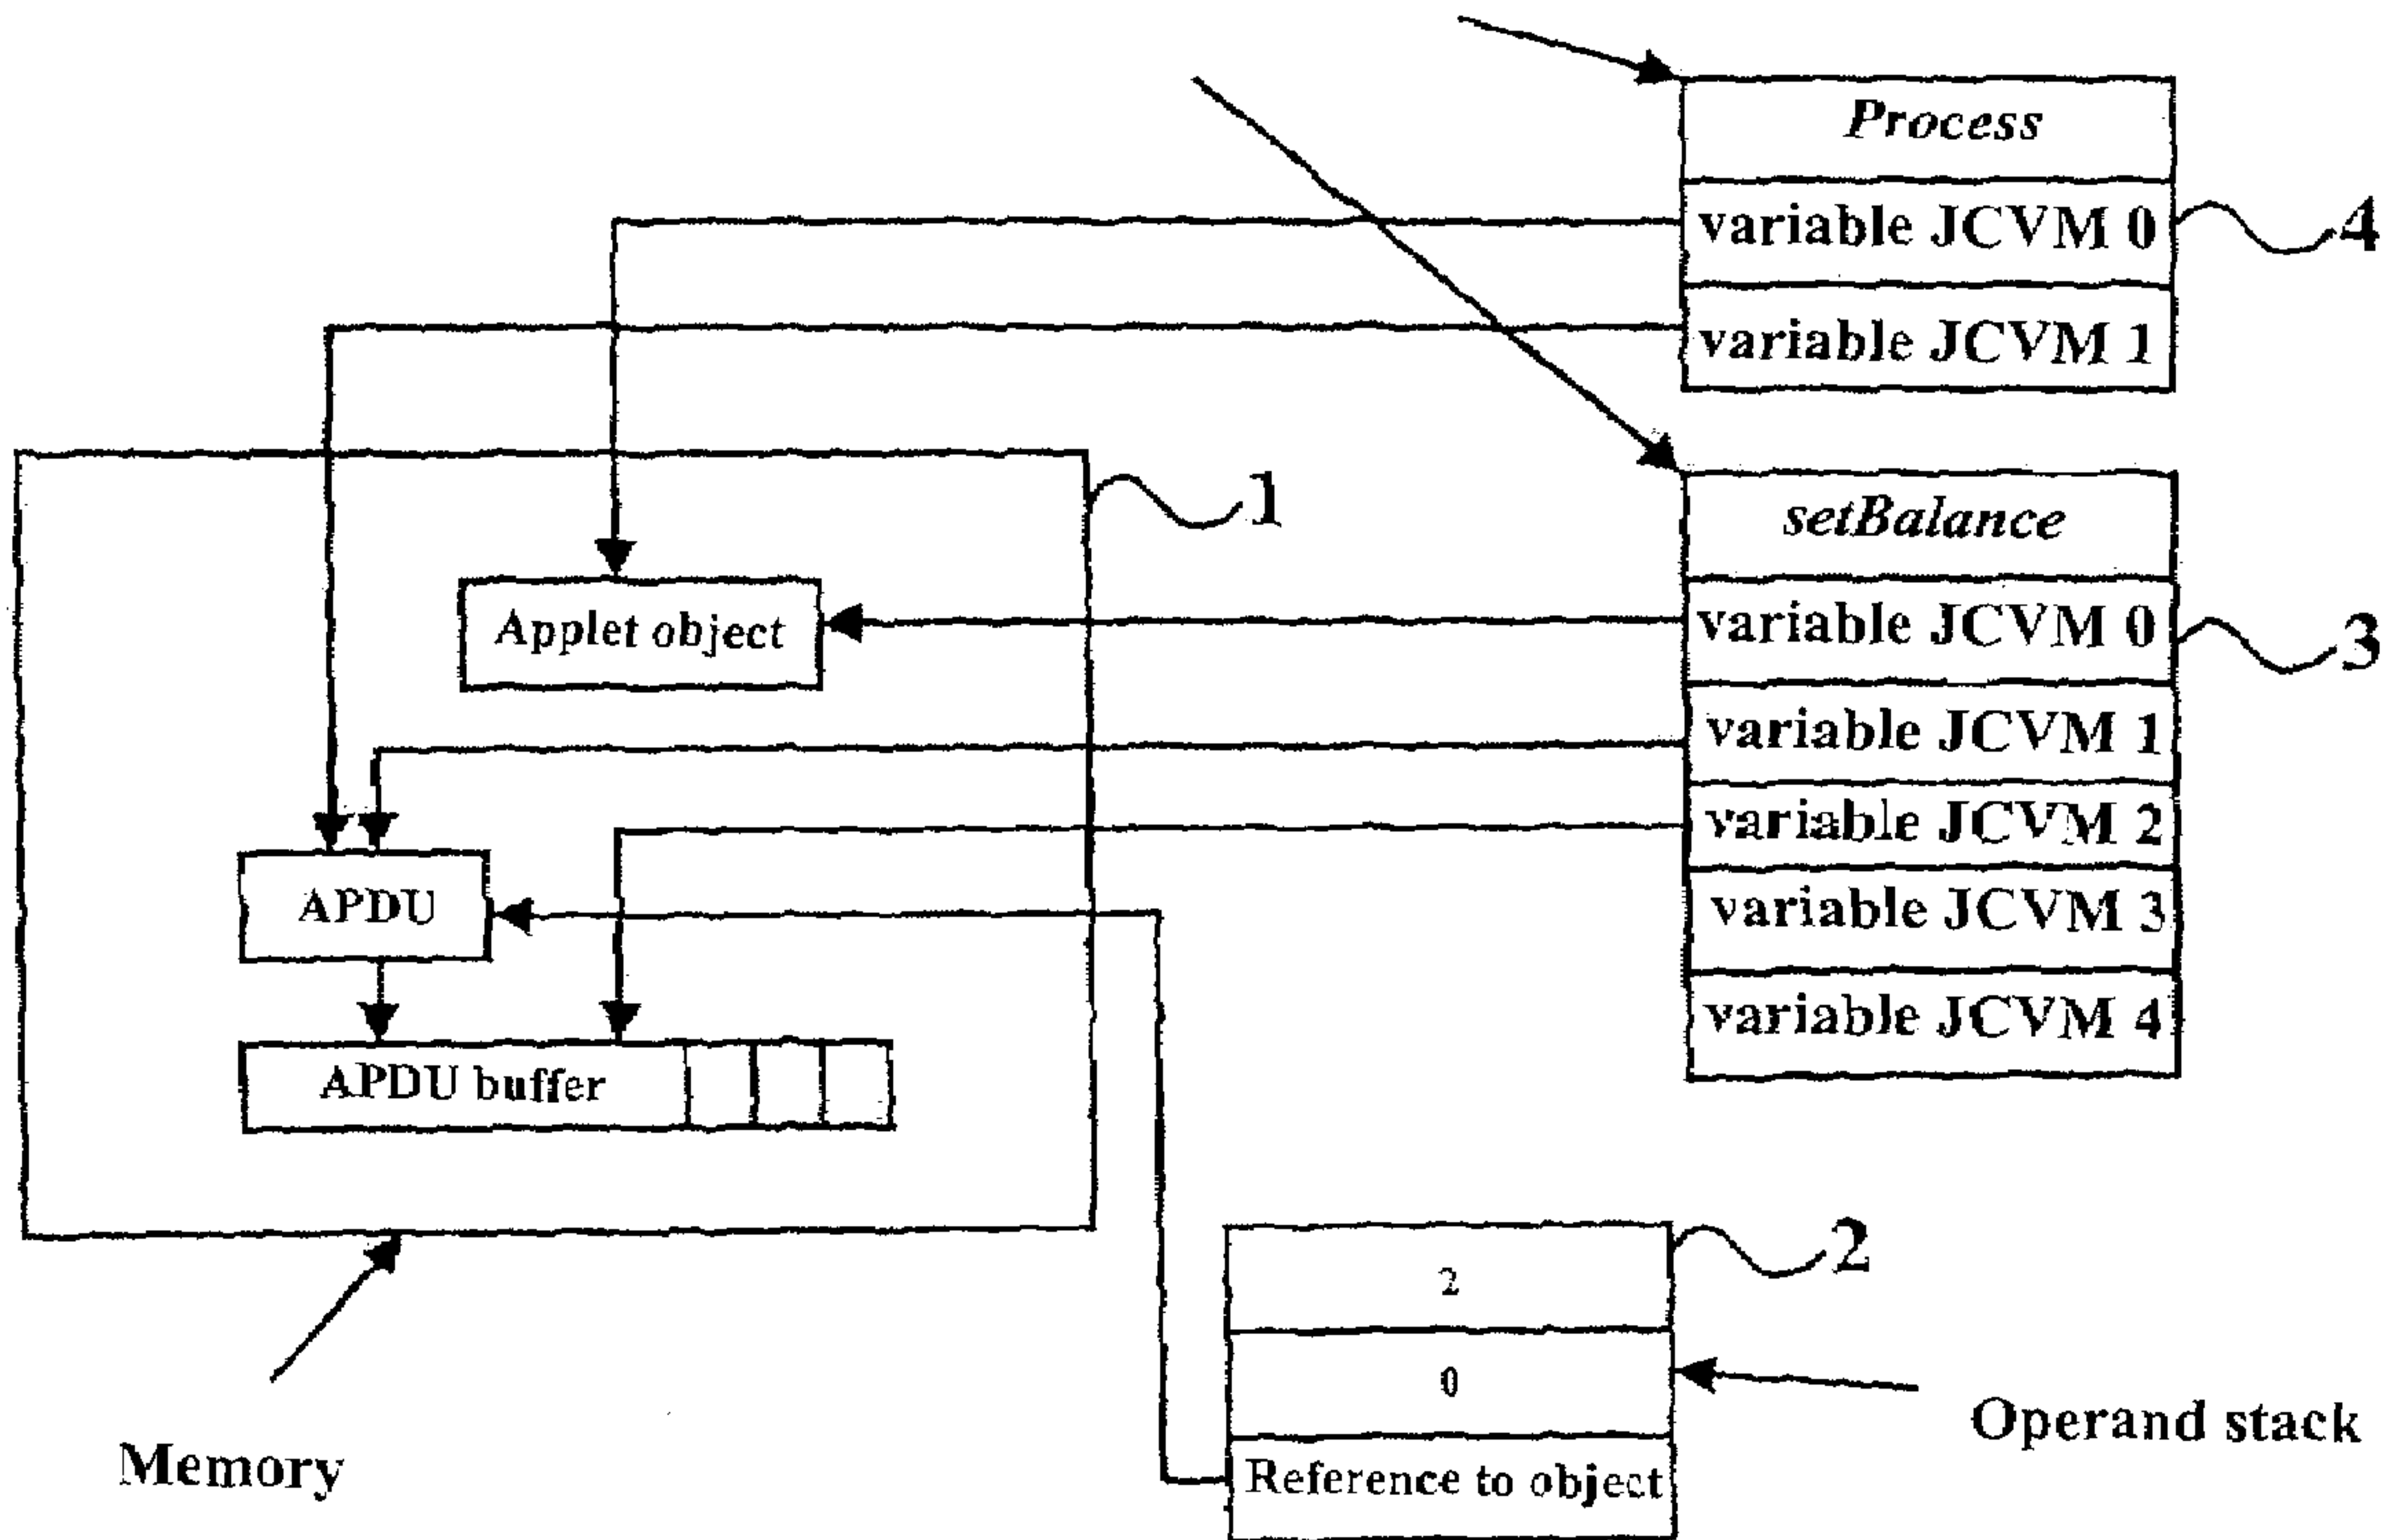 Process
variable JCVM 0
4
variable JCVM 1
1
setBalance
Applet object
variable JCVM 0
3
variable JCVM 1
variable JCVM 2
APDU
variable JCVM 3
variable JCVM 4
APDU buffer
2
2
0
Operand stack
Memory
Reference to object